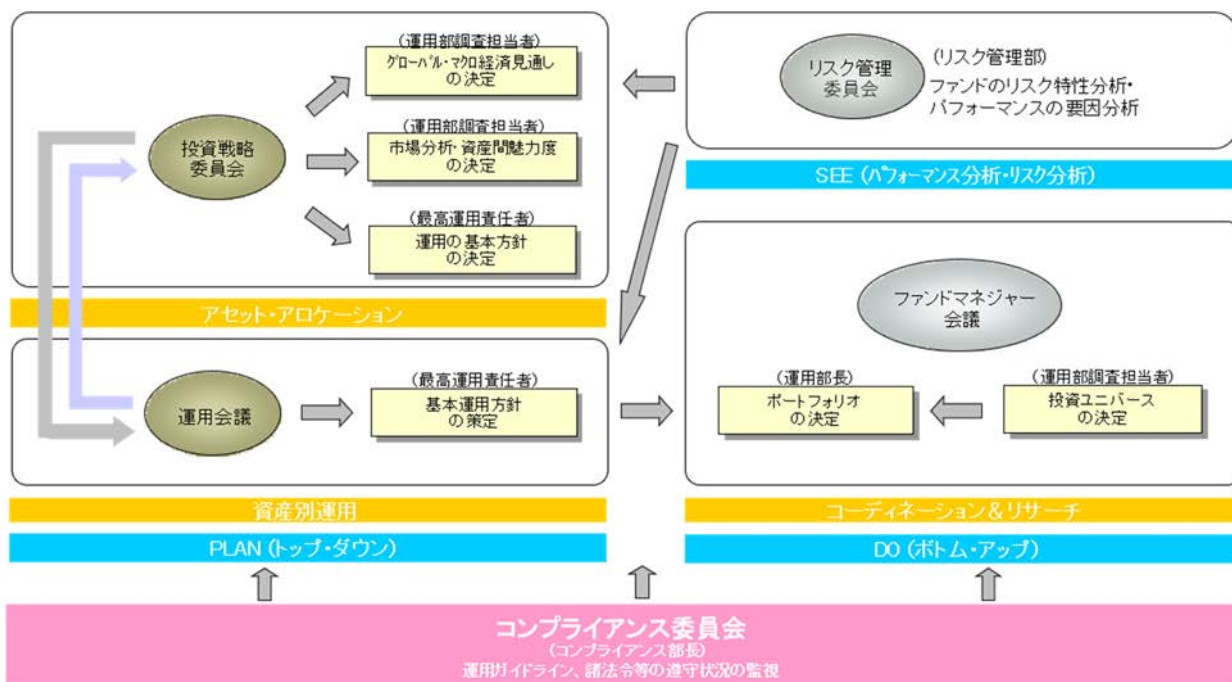 (運用部調査担当者)
グローバル・マクロ経済見通し
の決定
投資戦略
委員会
(運用部調査担当者)
市場分析・資産間魅力度
の決定
(最高運用責任者)
運用の基本方針
の決定
アセット・アロケーション
運用会議
(最高運用責任者)
基本運用方針
の策定
資産別運用
PLAN (トップ・ダウン)
リスク管理
委員会
(リスク管理部)
ファンドのリスク特性分析・
パフォーマンスの要因分析
SEE (パフォーマンス分析・リスク分析)
ファンドマネジャー
会議
(運用部長)
ポートフォリオ
の決定
(運用部調査担当者)
投資ユニバース
の決定
コーディネーション&リサーチ
DO (ボトム・アップ)
コンプライアンス委員会
(コンプライアンス部長)
運用ガイドライン、諸法令等の遵守状況の監視